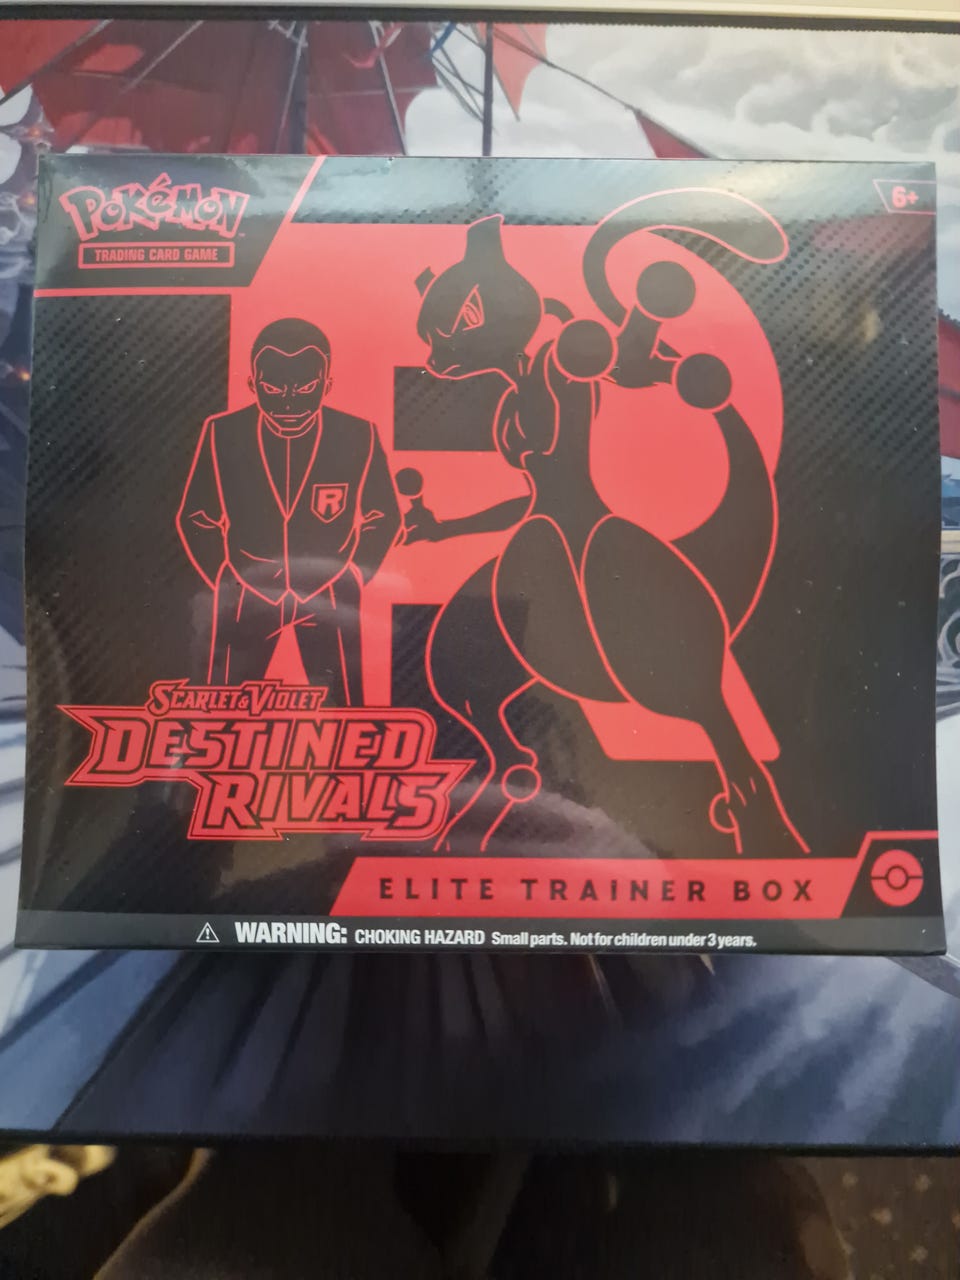 POKéMON
TRADING CARD GAME
6+
R
SCARLET & VIOLET
DESTINED
RIVALS
ELITE TRAINER BOX
WARNING: CHOKING HAZARD Small parts. Not for children under 3 years.